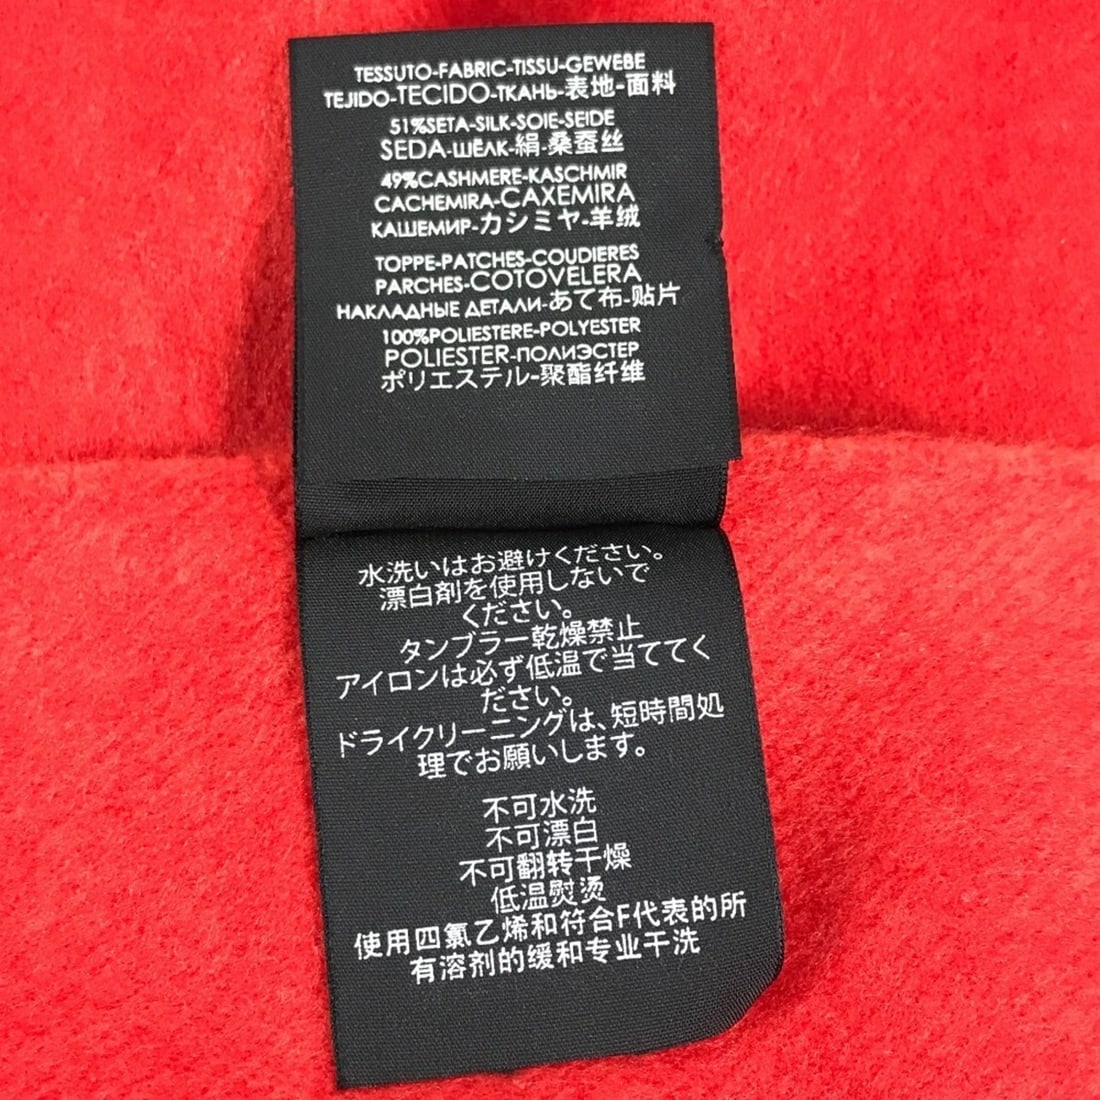 TESSUTO-FABRIC-TISSU-GEWEBE
TEJIDO-TECIDO-ТКАНЬ-表地-面料
51%SETA-SILK-SOIE-SEIDE
SEDA-ШЁЛК-絹-桑蚕丝
49%CASHMERE-KASCHMIR
CACHEMIRA-CAXEMIRA
КАШЕМИР-カシミヤ-羊绒
TOPPE-PATCHES-COUDIERES
PARCHES-COTOVELERA
НАКЛАДНЫЕ ДЕТАЛИ-あて布-贴片
100%POLIESTERE-POLYESTER
POLIESTER-ПОЛИЭСТЕР
ポリエステル-聚酯纤维
水洗いはお避けください。
漂白剤を使用しないで
ください。
タンブラー乾燥禁止
アイロンは必ず低温で当ててく
ださい。
ドライクリーニングは、短時間処
理でお願いします。
不可水洗
不可漂白
不可翻转干燥
低温熨烫
使用四氯乙烯和符合F代表的所
有溶剂的缓和专业干洗